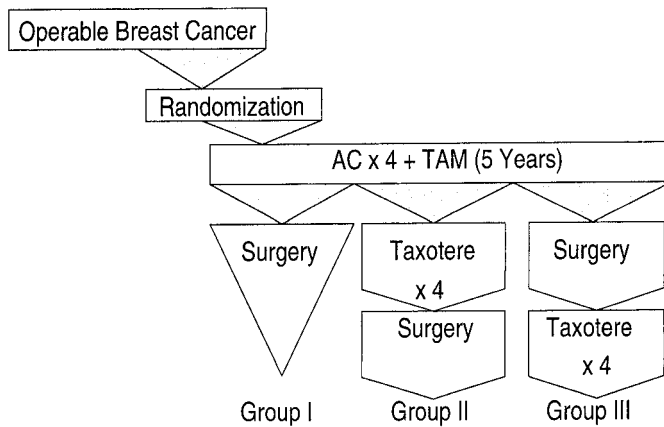 Operable Breast Cancer
Randomization
AC x 4 + TAM (5 Years)
Surgery
Taxotere
x 4
Surgery
Surgery
Taxotere
x 4
Group I
Group II
Group III